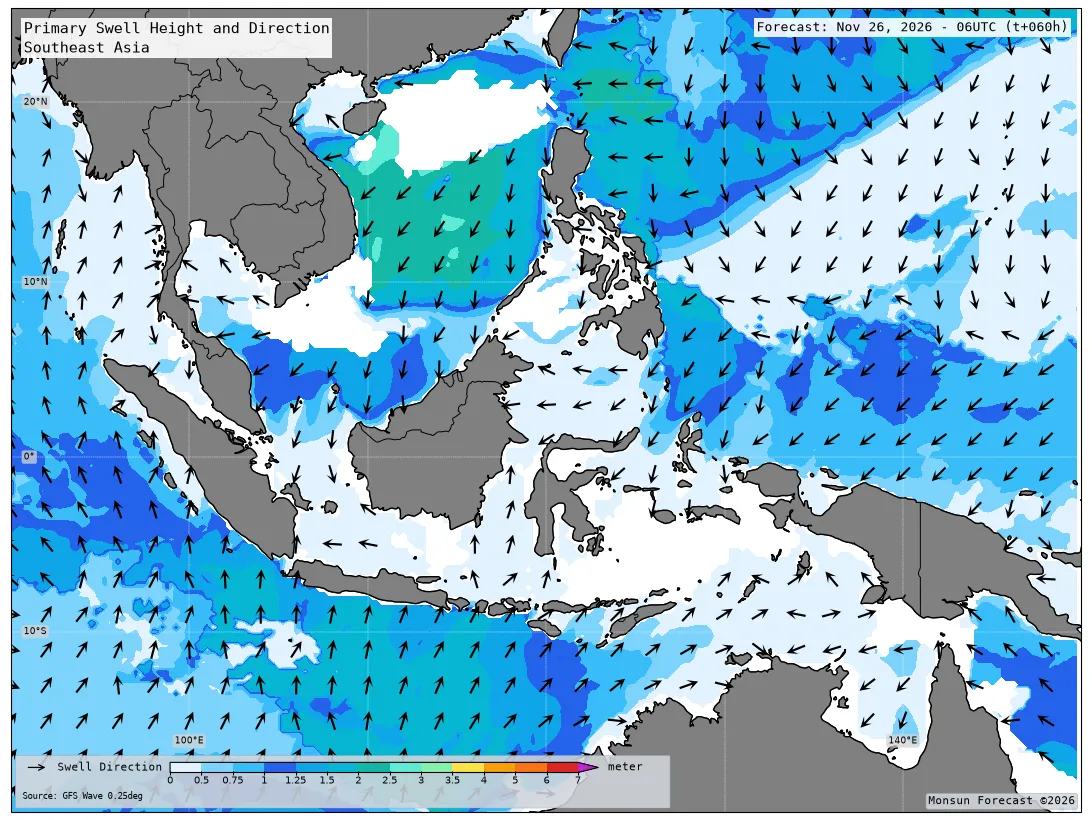 Primary Swell Height and Direction
Southeast Asia
Forecast: Nov 26, 2026 - 06UTC (t+060h)
20°N
10°N
0°
10°S
100°E
140°E
Swell Direction
0 0.5 0.75 1 1.25 1.5 2 2.5 3 3.5 4 5 6 7
meter
Source: GFS Wave 0.25deg
Monsun Forecast ©2026